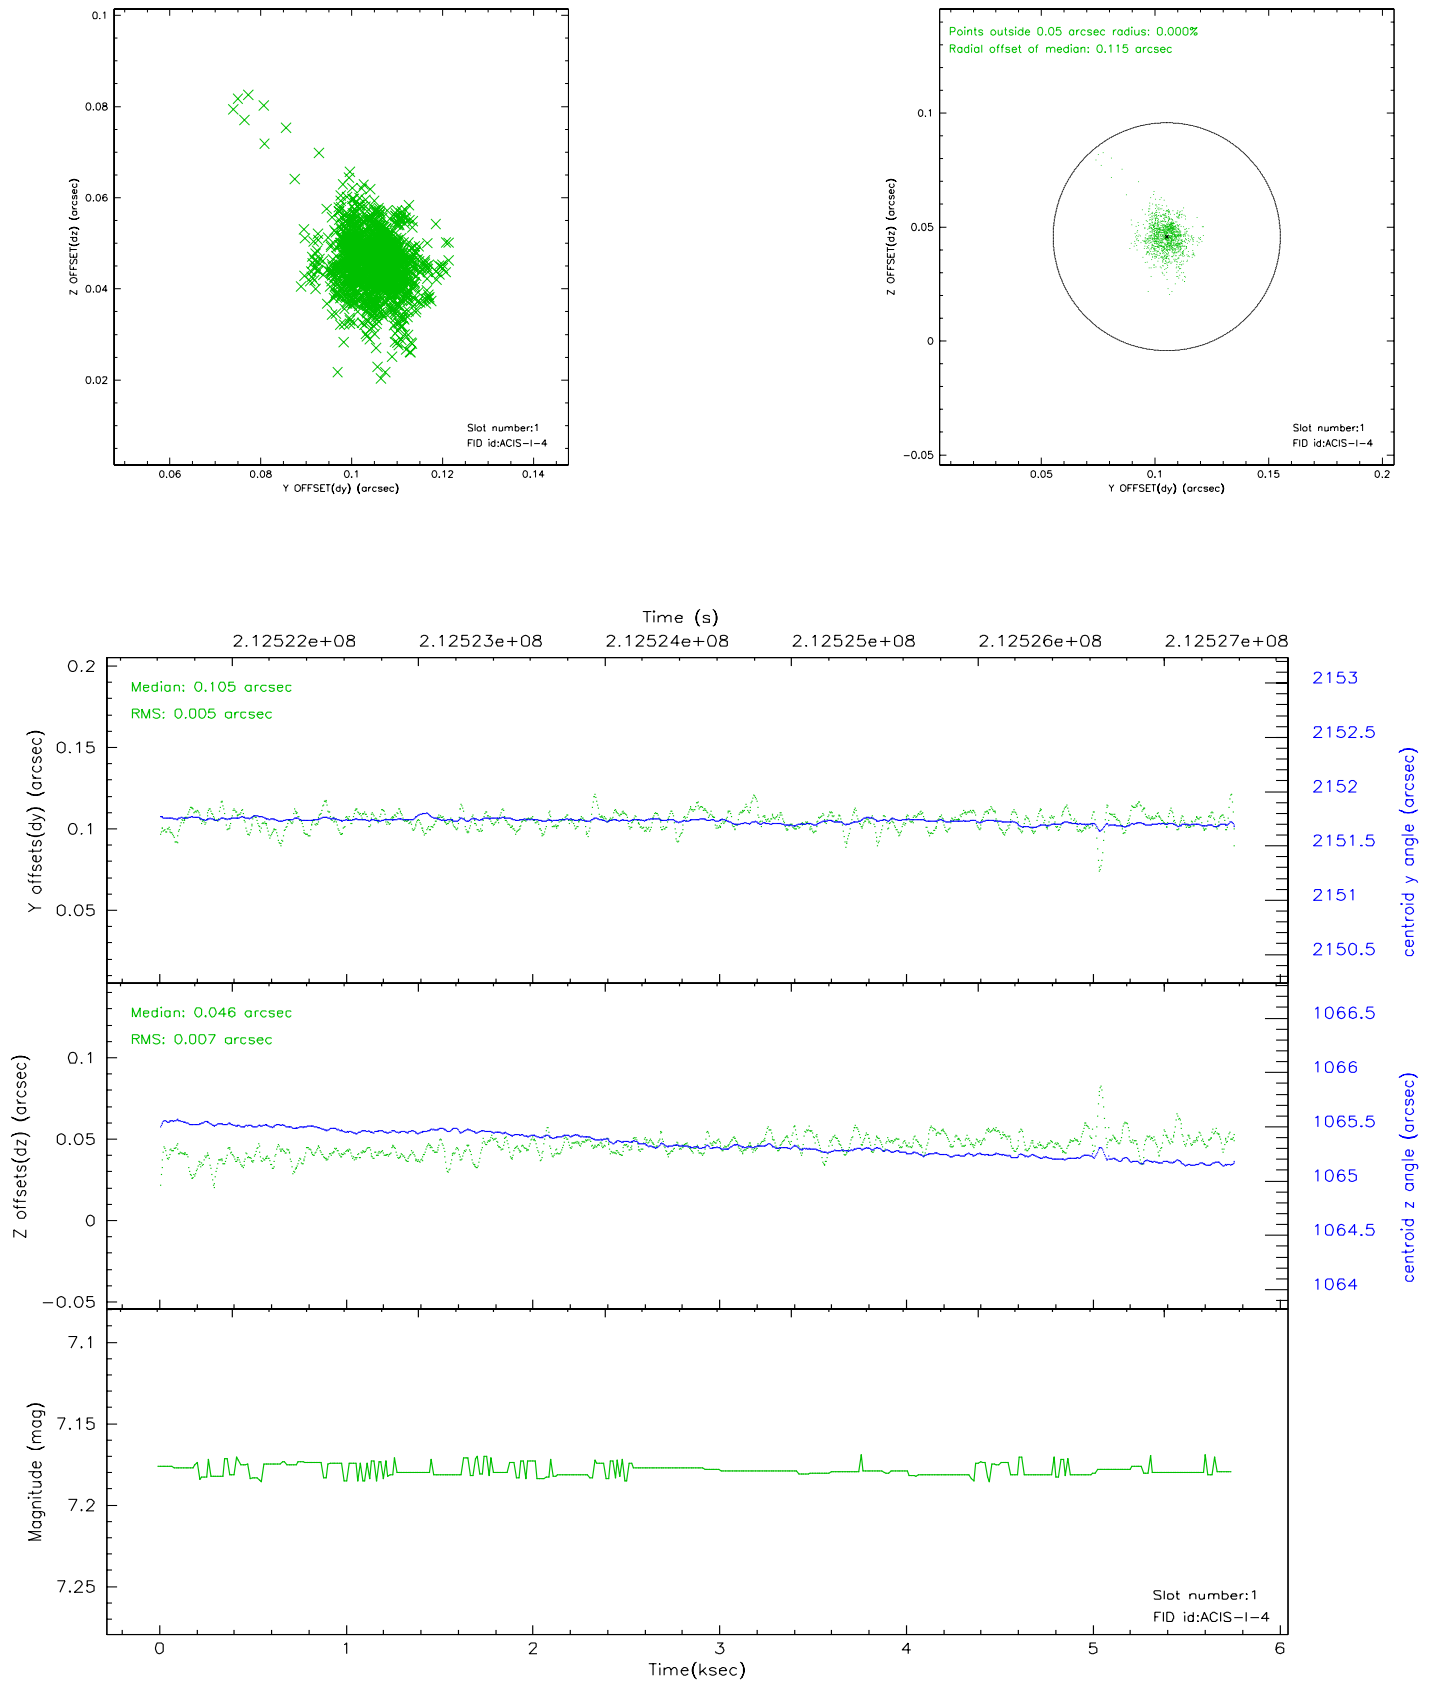 0.1
0.08
0.06
0.04
0.02
Z OFFSET(dz) (arcsec)
Slot number:1
FID id:ACIS-I-4
0.06 0.08 0.1 0.12 0.14
Y OFFSET(dy) (arcsec)
Points outside 0.05 arcsec radius: 0.000%
Radial offset of median: 0.115 arcsec
0.1
0.05
0
-0.05
Z OFFSET(dz) (arcsec)
Slot number:1
FID id:ACIS-I-4
0.05 0.1 0.15 0.2
Y OFFSET(dy) (arcsec)
Time (s)
2.12522e+08 2.12523e+08 2.12524e+08 2.12525e+08 2.12526e+08 2.12527e+08
Median: 0.105 arcsec
RMS: 0.005 arcsec
0.2
0.15
0.1
0.05
Y offsets(dy) (arcsec)
2153
2152.5
2152
2151.5
2151
2150.5
centroid y angle (arcsec)
Median: 0.046 arcsec
RMS: 0.007 arcsec
0.1
0.05
0
-0.05
Z offsets(dz) (arcsec)
1066.5
1066
1065.5
1065
1064.5
1064
centroid z angle (arcsec)
7.1
7.15
7.2
7.25
Magnitude (mag)
Slot number:1
FID id:ACIS-I-4
0 1 2 3 4 5 6
Time(ksec)